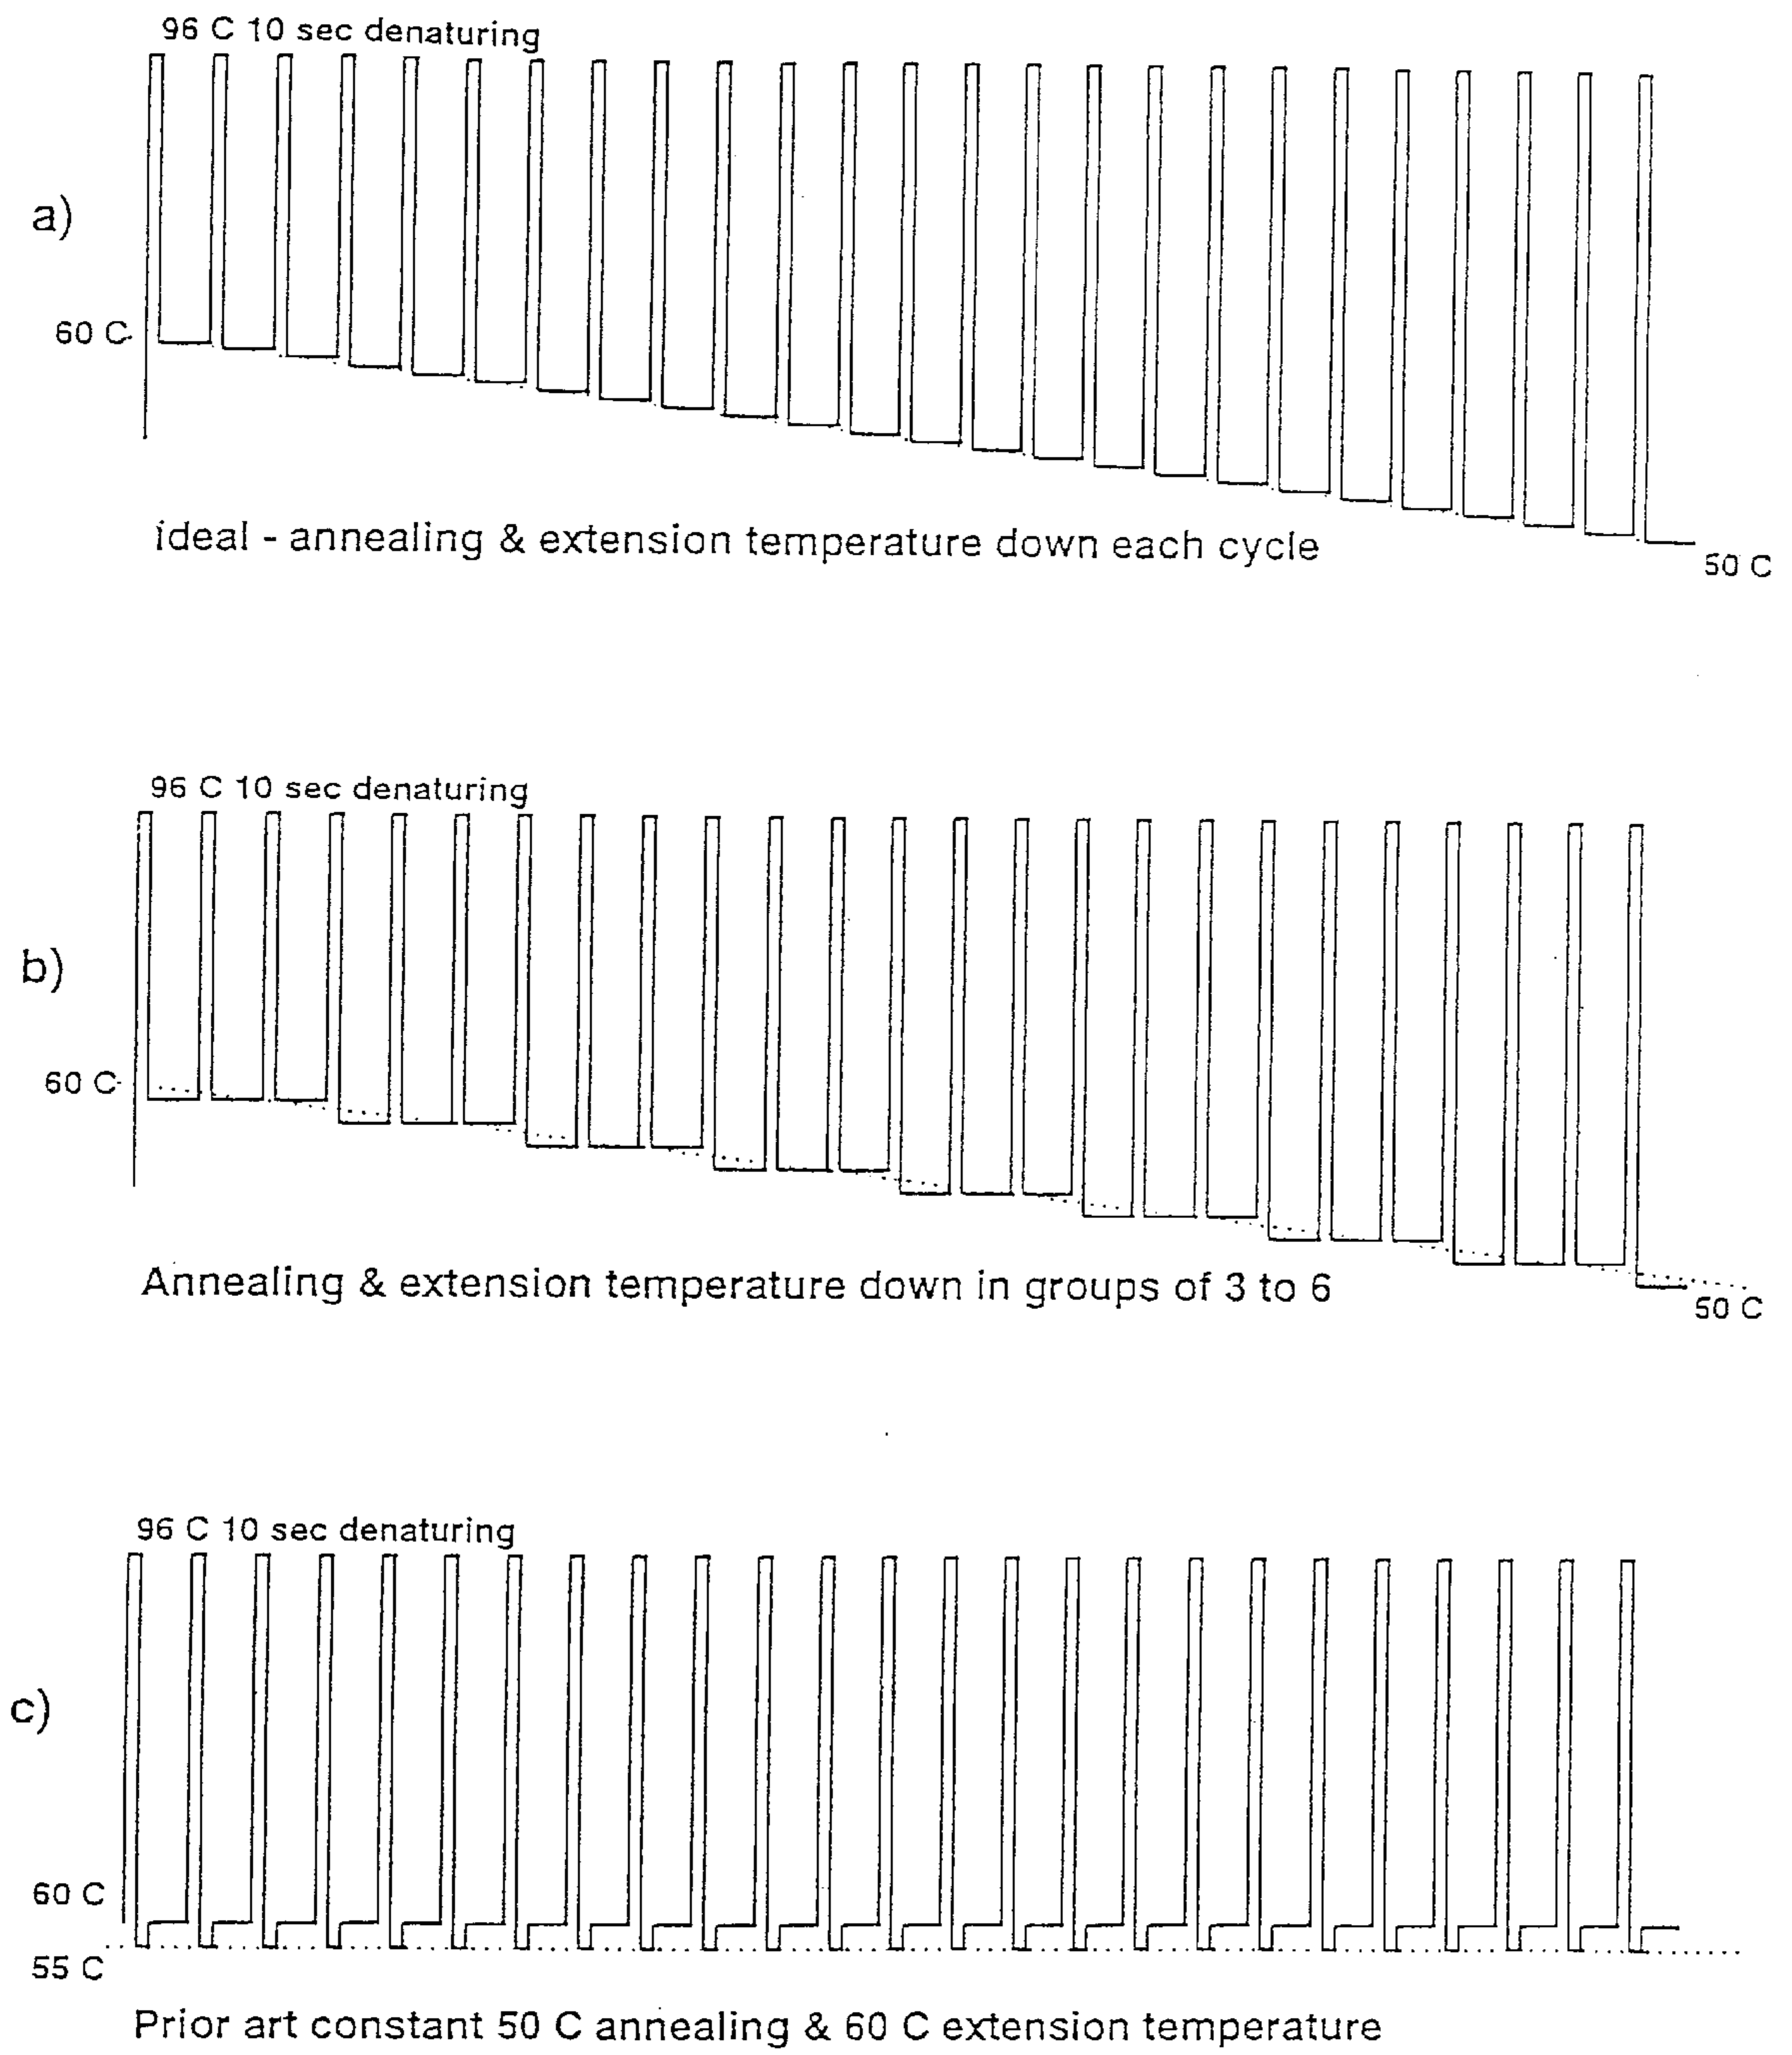 96 C 10 sec denaturing
a)
60 C
ideal - annealing & extension temperature down each cycle
50 C
96 C 10 sec denaturing
b)
60 C
Annealing & extension temperature down in groups of 3 to 6
50 C
96 C 10 sec denaturing
c)
60 C
55 C
Prior art constant 50 C annealing & 60 C extension temperature